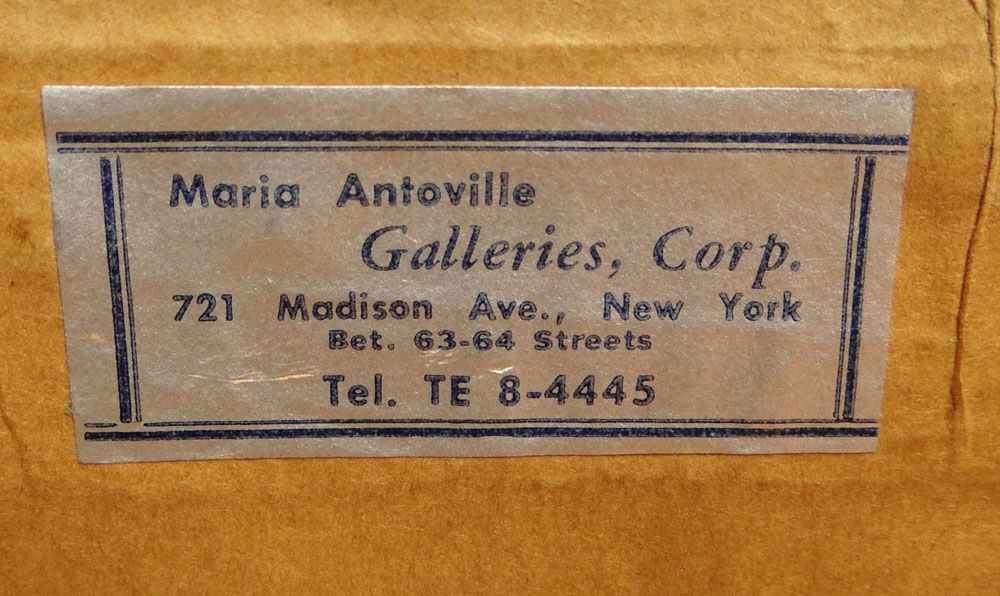 Maria Antoville
Galleries, Corp.
721 Madison Ave., New York
Bet. 63-64 Streets
Tel. TE 8-4445